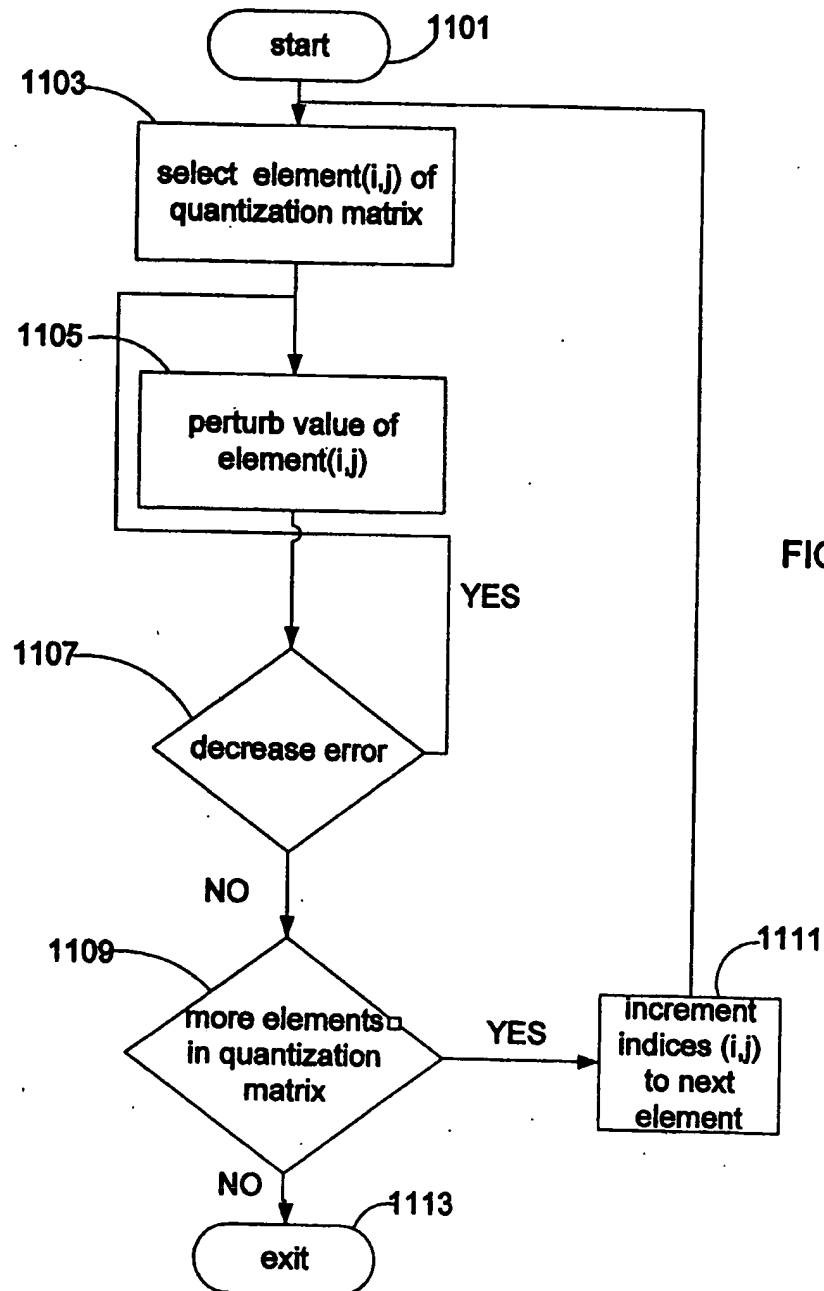 start
1101
1103
select element(i,j) of
quantization matrix
1105
perturb value of
element(i,j)
FIG
YES
1107
decrease error
NO
1109
more elements
in quantization
matrix
YES
1111
increment
indices (i,j)
to next
element
NO
1113
exit